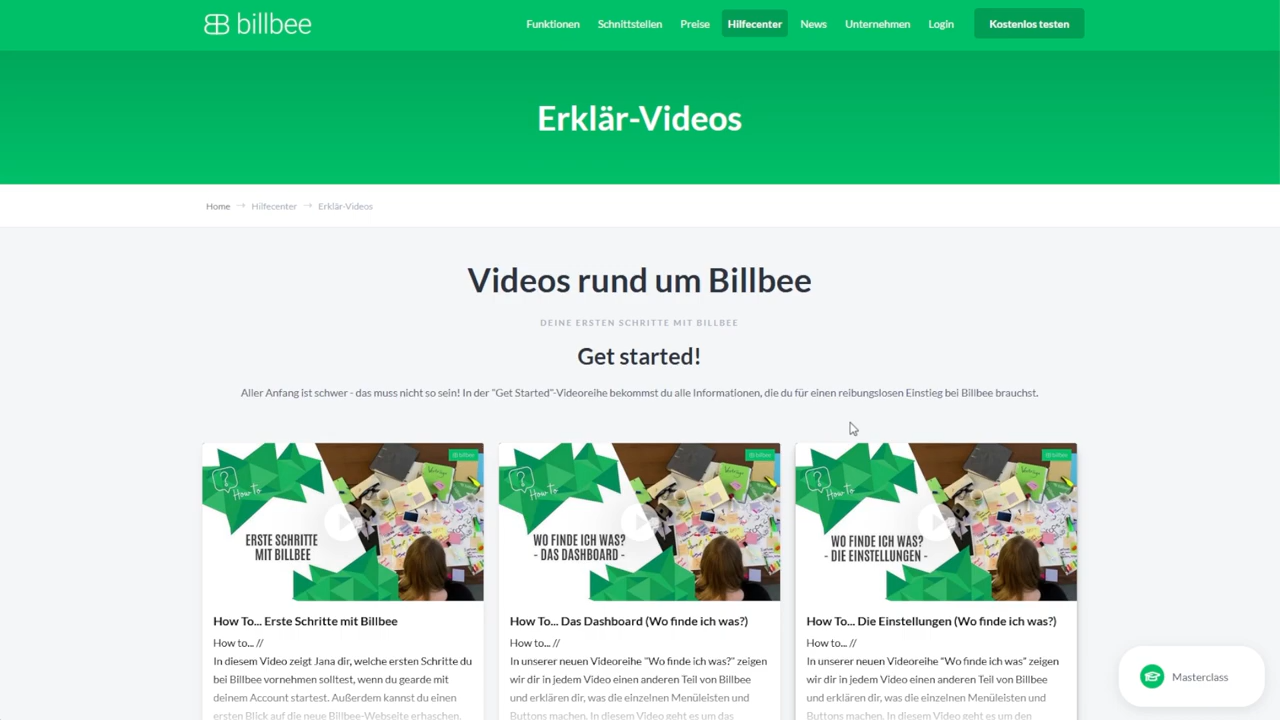 billbee
Funktionen Schnittstellen Preise Hilfecenter News Unternehmen Login Kostenlos testen
Erklär-Videos
Home → Hilfecenter → Erklär-Videos
Videos rund um Billbee
DEINE ERSTEN SCHRITTE MIT BILLBEE
Get started!
Aller Anfang ist schwer - das muss nicht so sein! In der "Get Started"-Videoreihe bekommst du alle Informationen, die du für einen reibungslosen Einstieg bei Billbee brauchst.
billbee
?
How To
ERSTE SCHRITTE
MIT BILLBEE
How To... Erste Schritte mit Billbee
How to... //
In diesem Video zeigt Jana dir, welche ersten Schritte du
bei Billbee vornehmen solltest, wenn du gearde mit
deinem Account startest. Außerdem kannst du einen
ersten Blick auf die neue Billbee-Webseite erhaschen.
billbee
?
How To
WO FINDE ICH WAS?
- DAS DASHBOARD -
How To... Das Dashboard (Wo finde ich was?)
How to... //
In unserer neuen Videoreihe "Wo finde ich was?" zeigen
wir dir in jedem Video einen anderen Teil von Billbee
und erklären dir, was die einzelnen Menüleisten und
Buttons machen. In diesem Video geht es um das
billbee
?
How To
WO FINDE ICH WAS?
- DIE EINSTELLUNGEN -
How To... Die Einstellungen (Wo finde ich was?)
How to... //
In unserer neuen Videoreihe "Wo finde ich was" zeigen
wir dir in jedem Video einen anderen Teil von Billbee
und erklären dir, was die einzelnen Menüleisten und
Buttons machen. In diesem Video geht es um den
Masterclass